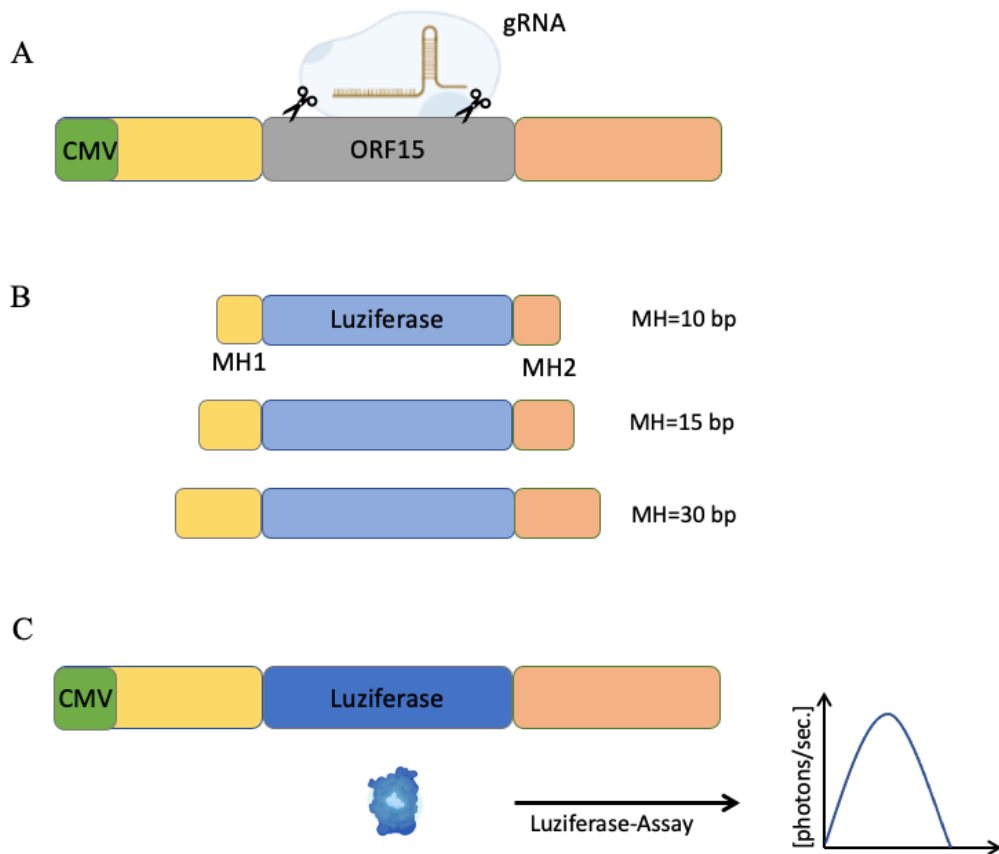 gRNA
A
CMV
ORF15
B
Luziferase
MH=10 bp
MH1
MH2
MH=15 bp
MH=30 bp
C
CMV
Luziferase
[photons/sec.]
Luziferase-Assay